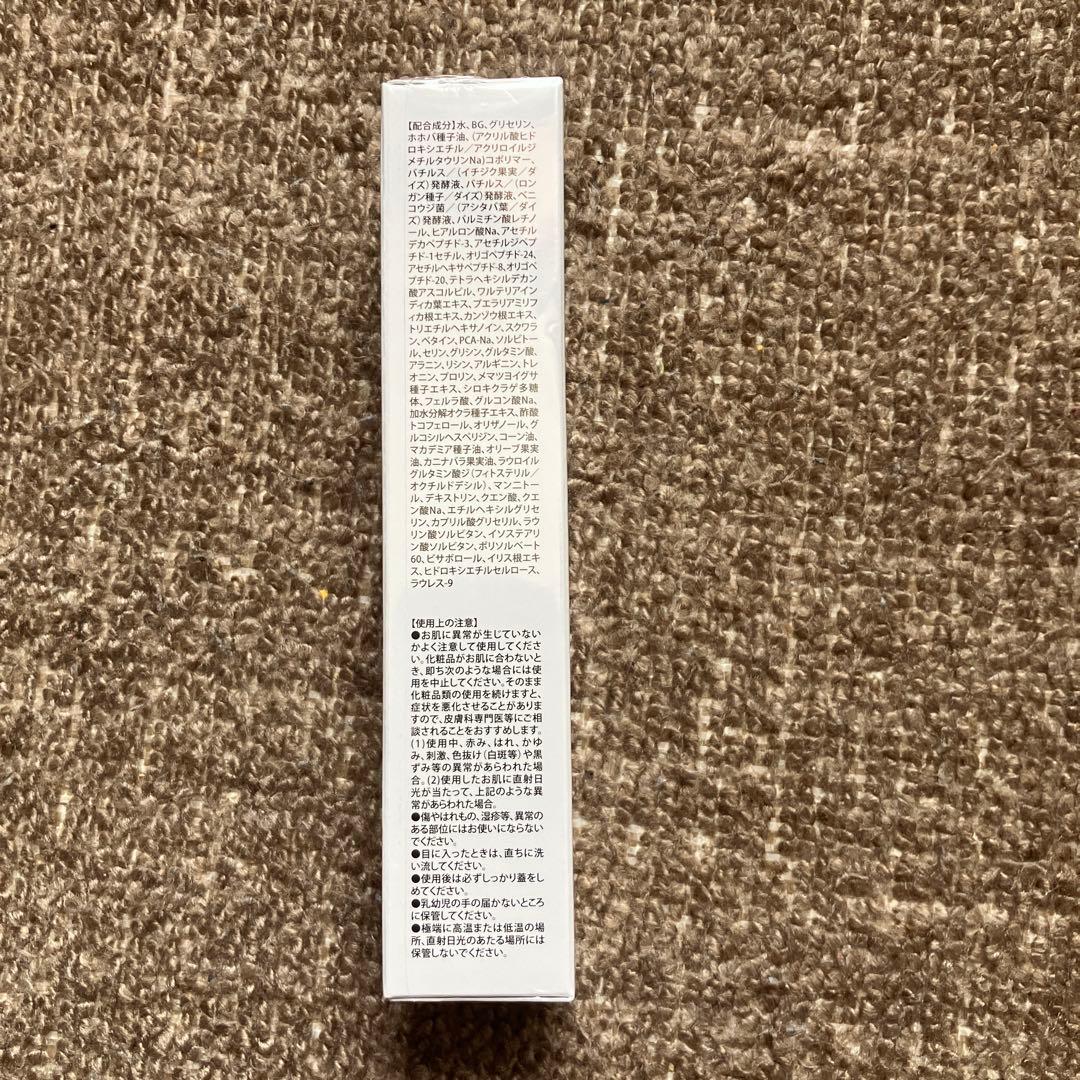 【配合成分】水、BG、グリセリン、
ホホバ種子油、(アクリル酸ヒド
ロキシエチル／アクリロイルジ
メチルタウリンNa)コポリマー、
バチルス／(イチジク果実／ダ
イズ)発酵液、バチルス／(ロン
ガン種子／ダイズ)発酵液、ベニ
コウジ菌／(アシタバ葉／ダイ
ズ)発酵液、パルミチン酸レチノ
ール、ヒアルロン酸Na、アセチル
デカペプチド-3、アセチルジペプ
チド-1セチル、オリゴペプチド-24、
アセチルヘキサペプチド-8、オリゴペ
プチド-20、テトラヘキシルデカン
酸アスコルビル、ワルテリアイン
ディカ葉エキス、プエラリアミリフ
ィカ根エキス、カンゾウ根エキス、
トリエチルヘキサノイン、スクワラ
ン、ベタイン、PCA-Na、ソルビトー
ル、セリン、グリシン、グルタミン酸、
アラニン、リシン、アルギニン、トレ
オニン、プロリン、メマツヨイグサ
種子エキス、シロキクラゲ多糖
体、フェルラ酸、グルコン酸Na、
加水分解オクラ種子エキス、酢酸
トコフェロール、オリザノール、グ
ルコシルヘスペリジン、コーン油、
マカデミア種子油、オリーブ果実
油、カニナバラ果実油、ラウロイル
グルタミン酸ジ(フィトステリル／
オクチルドデシル)、マンニトー
ル、デキストリン、クエン酸、クエ
ン酸Na、エチルヘキシルグリセ
リン、カプリル酸グリセリル、ラウ
リン酸ソルビタン、イソステアリ
ン酸ソルビタン、ポリソルベート
60、ビサボロール、イリス根エキ
ス、ヒドロキシエチルセルロース、
ラウレス-9
【使用上の注意】
●お肌に異常が生じていない
かよく注意して使用してくださ
い。化粧品がお肌に合わないと
き、即ち次のような場合には使
用を中止してください。そのまま
化粧品類の使用を続けますと、
症状を悪化させることがありま
すので、皮膚科専門医等にご相
談されることをおすすめします。
(1)使用中、赤み、はれ、かゆ
み、刺激、色抜け(白斑等)や黒
ずみ等の異常があらわれた場
合。(2)使用したお肌に直射日
光が当たって、上記のような異
常があらわれた場合。
●傷やはれもの、湿疹等、異常の
ある部位にはお使いにならない
でください。
●目に入ったときは、直ちに洗
い流してください。
●使用後は必ずしっかり蓋をし
めてください。
●乳幼児の手の届かないところ
に保管してください。
●極端に高温または低温の場
所、直射日光のあたる場所には
保管しないでください。